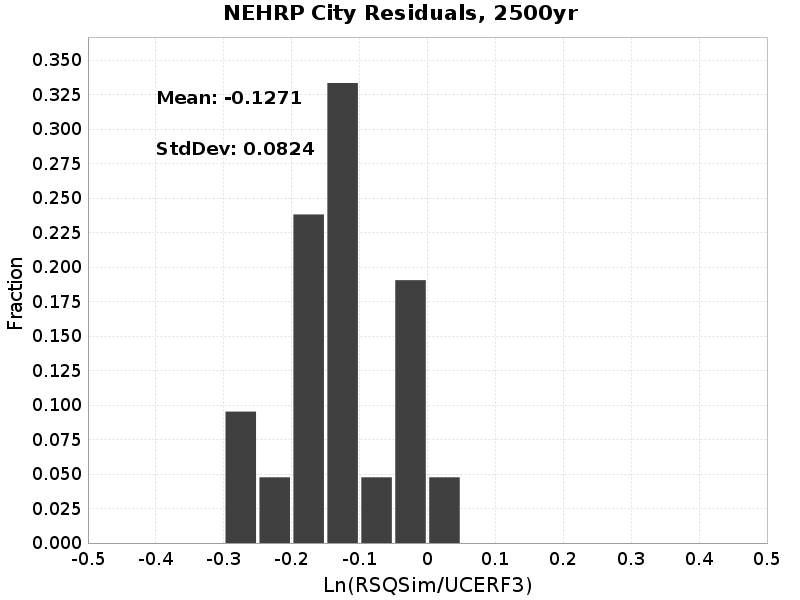 NEHRP City Residuals, 2500yr
0.350
0.325
0.300
0.275
0.250
0.225
0.200
0.175
0.150
0.125
0.100
0.075
0.050
0.025
0.000
Fraction
Mean: -0.1271
StdDev: 0.0824
-0.5 -0.4 -0.3 -0.2 -0.1 0 0.1 0.2 0.3 0.4 0.5
Ln(RSQSim/UCERF3)